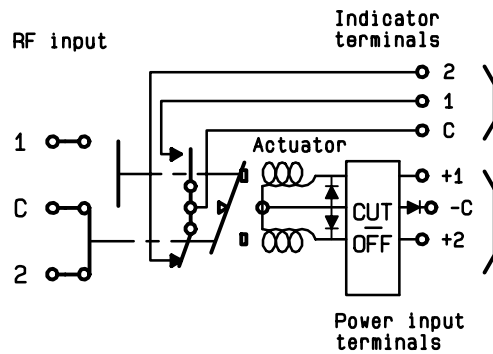 RF input
Indicator
terminals
2
1
C
1
C
2
Actuator
CUT
OFF
+1
-C
+2
Power input
terminals